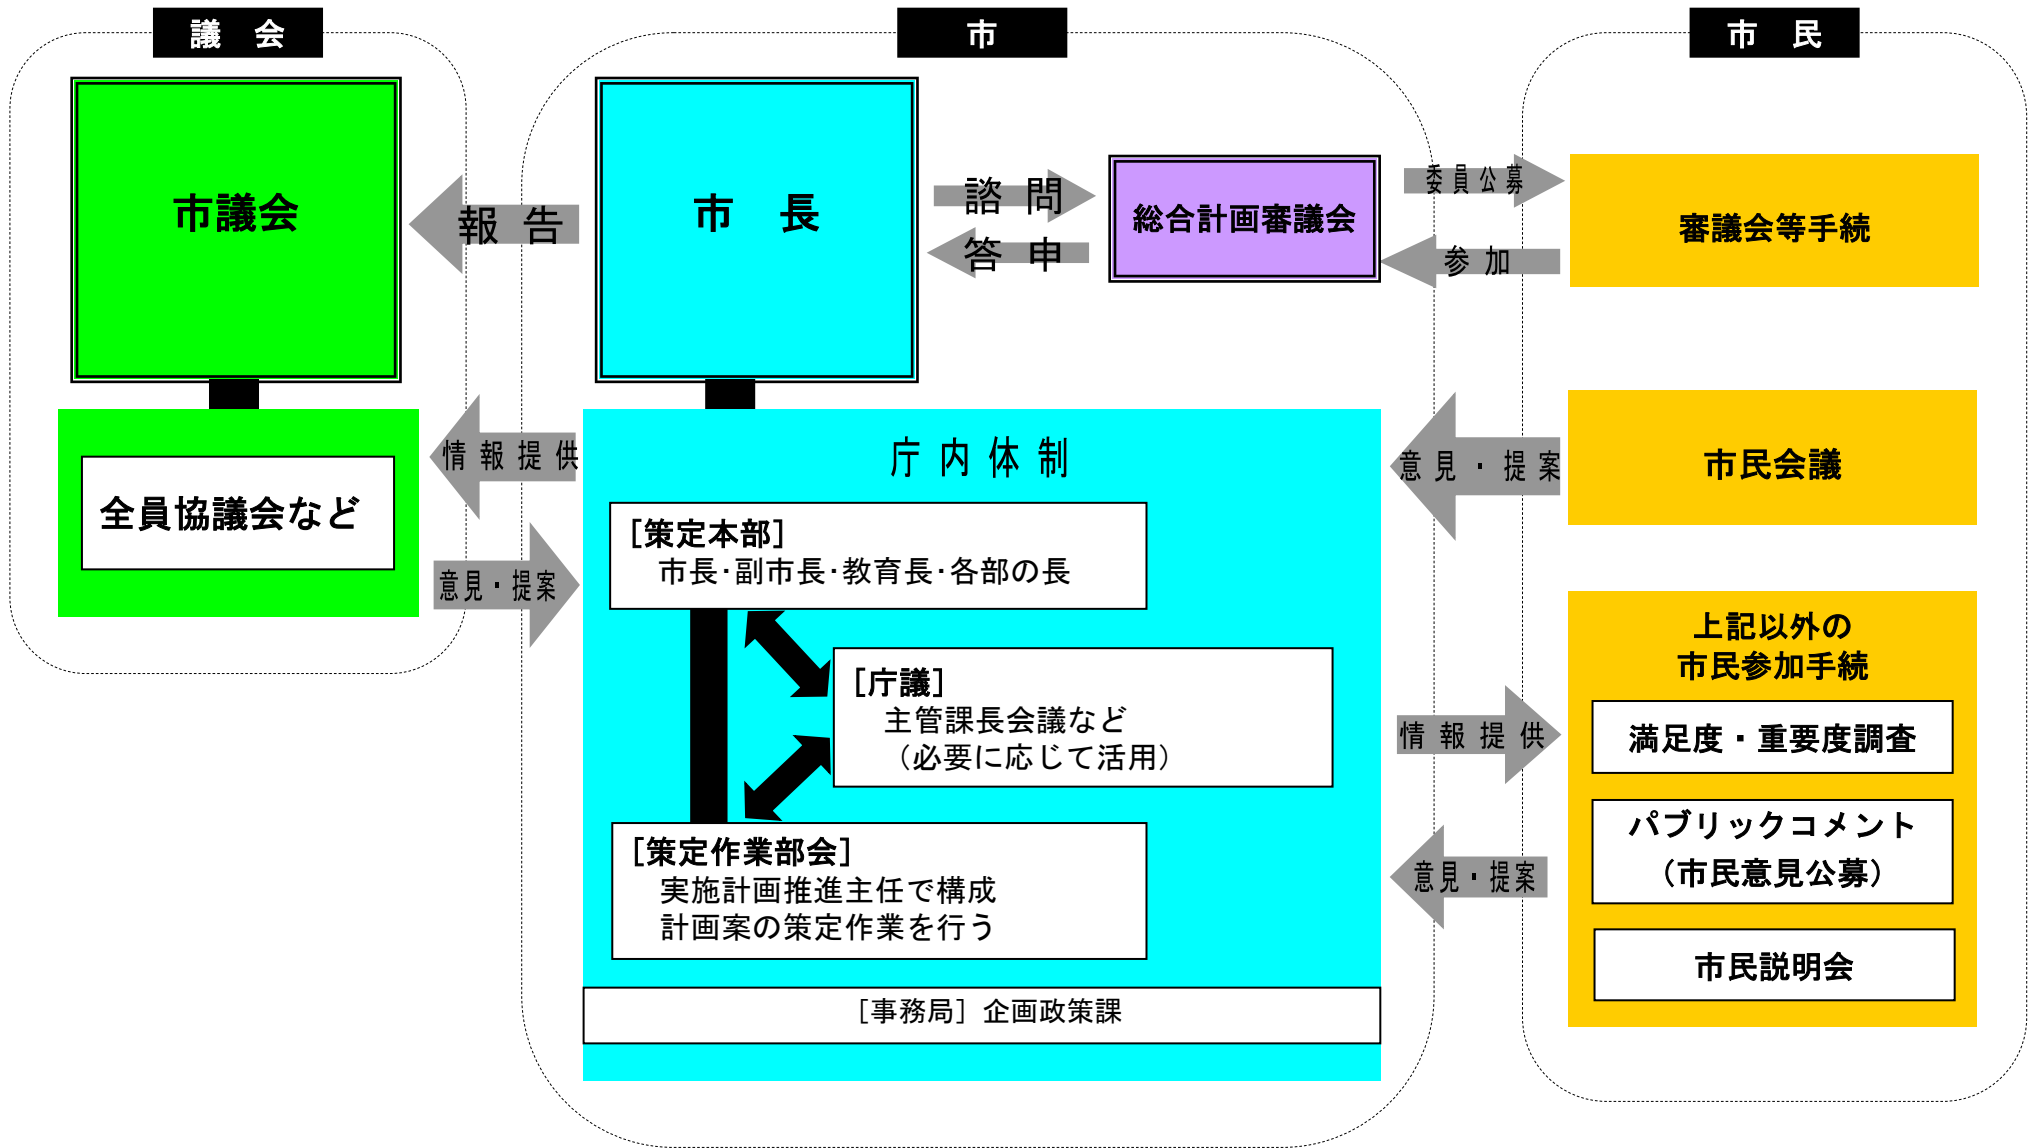 議　会
市議会
全員協議会など
報 告
情 報 提 供
意 見 ・ 提 案
市
市　長
諮 問
答 申
総合計画審議会
庁 内 体 制
［策定本部］
市長・副市長・教育長・各部の長
［庁議］
主管課長会議など
（必要に応じて活用）
［策定作業部会］
実施計画推進主任で構成
計画案の策定作業を行う
［事務局］企画政策課
委 員 公 募
参 加
意 見 ・ 提 案
情 報 提 供
意 見 ・ 提 案
市　民
審議会等手続
市民会議
上記以外の
市民参加手続
満足度・重要度調査
パブリックコメント
（市民意見公募）
市民説明会